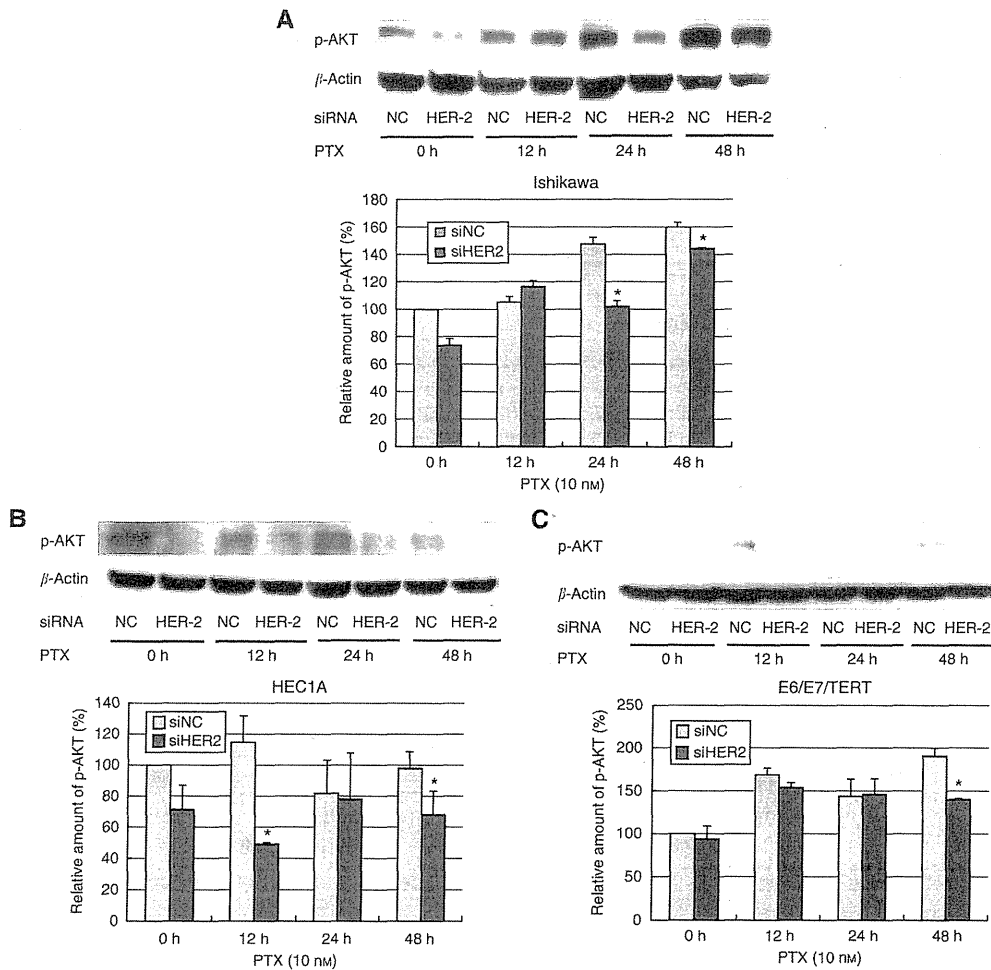 A
p-AKT
β-Actin
siRNA NC HER-2 NC HER-2 NC HER-2 NC HER-2
PTX 0 h 12 h 24 h 48 h
Ishikawa
Relative amount of p-AKT (%)
180
160
140
120
100
80
60
40
20
0
siNC
siHER2
*
*
0 h 12 h 24 h 48 h
PTX (10 nM)
B
p-AKT
β-Actin
siRNA NC HER-2 NC HER-2 NC HER-2 NC HER-2
PTX 0 h 12 h 24 h 48 h
HEC1A
Relative amount of p-AKT (%)
140
120
100
80
60
40
20
0
siNC
siHER2
*
*
0 h 12 h 24 h 48 h
PTX (10 nM)
C
p-AKT
β-Actin
siRNA NC HER-2 NC HER-2 NC HER-2 NC HER-2
PTX 0 h 12 h 24 h 48 h
E6/E7/TERT
Relative amount of p-AKT (%)
250
200
150
100
50
0
siNC
siHER2
*
0 h 12 h 24 h 48 h
PTX (10 nM)